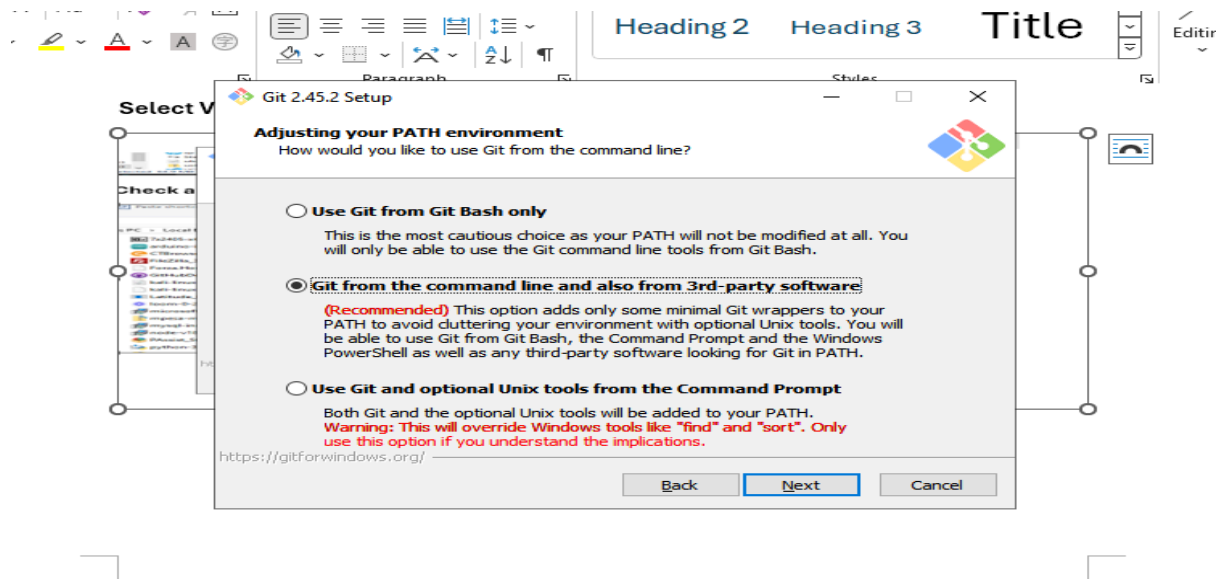 Heading 2
Heading 3
Title
Editin
Paragraph
Styles
Select V
Git 2.45.2 Setup
Adjusting your PATH environment
How would you like to use Git from the command line?
Check a
Use Git from Git Bash only
This is the most cautious choice as your PATH will not be modified at all. You
will only be able to use the Git command line tools from Git Bash.
Git from the command line and also from 3rd-party software
(Recommended) This option adds only some minimal Git wrappers to your
PATH to avoid cluttering your environment with optional Unix tools. You will
be able to use Git from Git Bash, the Command Prompt and the Windows
PowerShell as well as any third-party software looking for Git in PATH.
Use Git and optional Unix tools from the Command Prompt
Both Git and the optional Unix tools will be added to your PATH.
Warning: This will override Windows tools like "find" and "sort". Only
use this option if you understand the implications.
https://gitforwindows.org/
Back
Next
Cancel